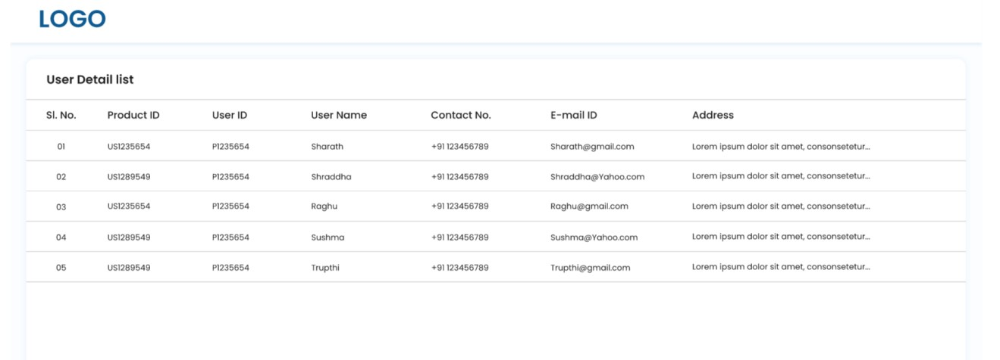 LOGO
User Detail list
Sl. No. Product ID User ID User Name Contact No. E-mail ID Address
01 US1235654 P1235654 Sharath +91 123456789 Sharath@gmail.com Lorem ipsum dolor sit amet, consonsetetur...
02 US1289549 P1235654 Shraddha +91 123456789 Shraddha@Yahoo.com Lorem ipsum dolor sit amet, consonsetetur...
03 US1235654 P1235654 Raghu +91 123456789 Raghu@gmail.com Lorem ipsum dolor sit amet, consonsetetur...
04 US1289549 P1235654 Sushma +91 123456789 Sushma@Yahoo.com Lorem ipsum dolor sit amet, consonsetetur...
05 US1289549 P1235654 Trupthi +91 123456789 Trupthi@gmail.com Lorem ipsum dolor sit amet, consonsetetur...